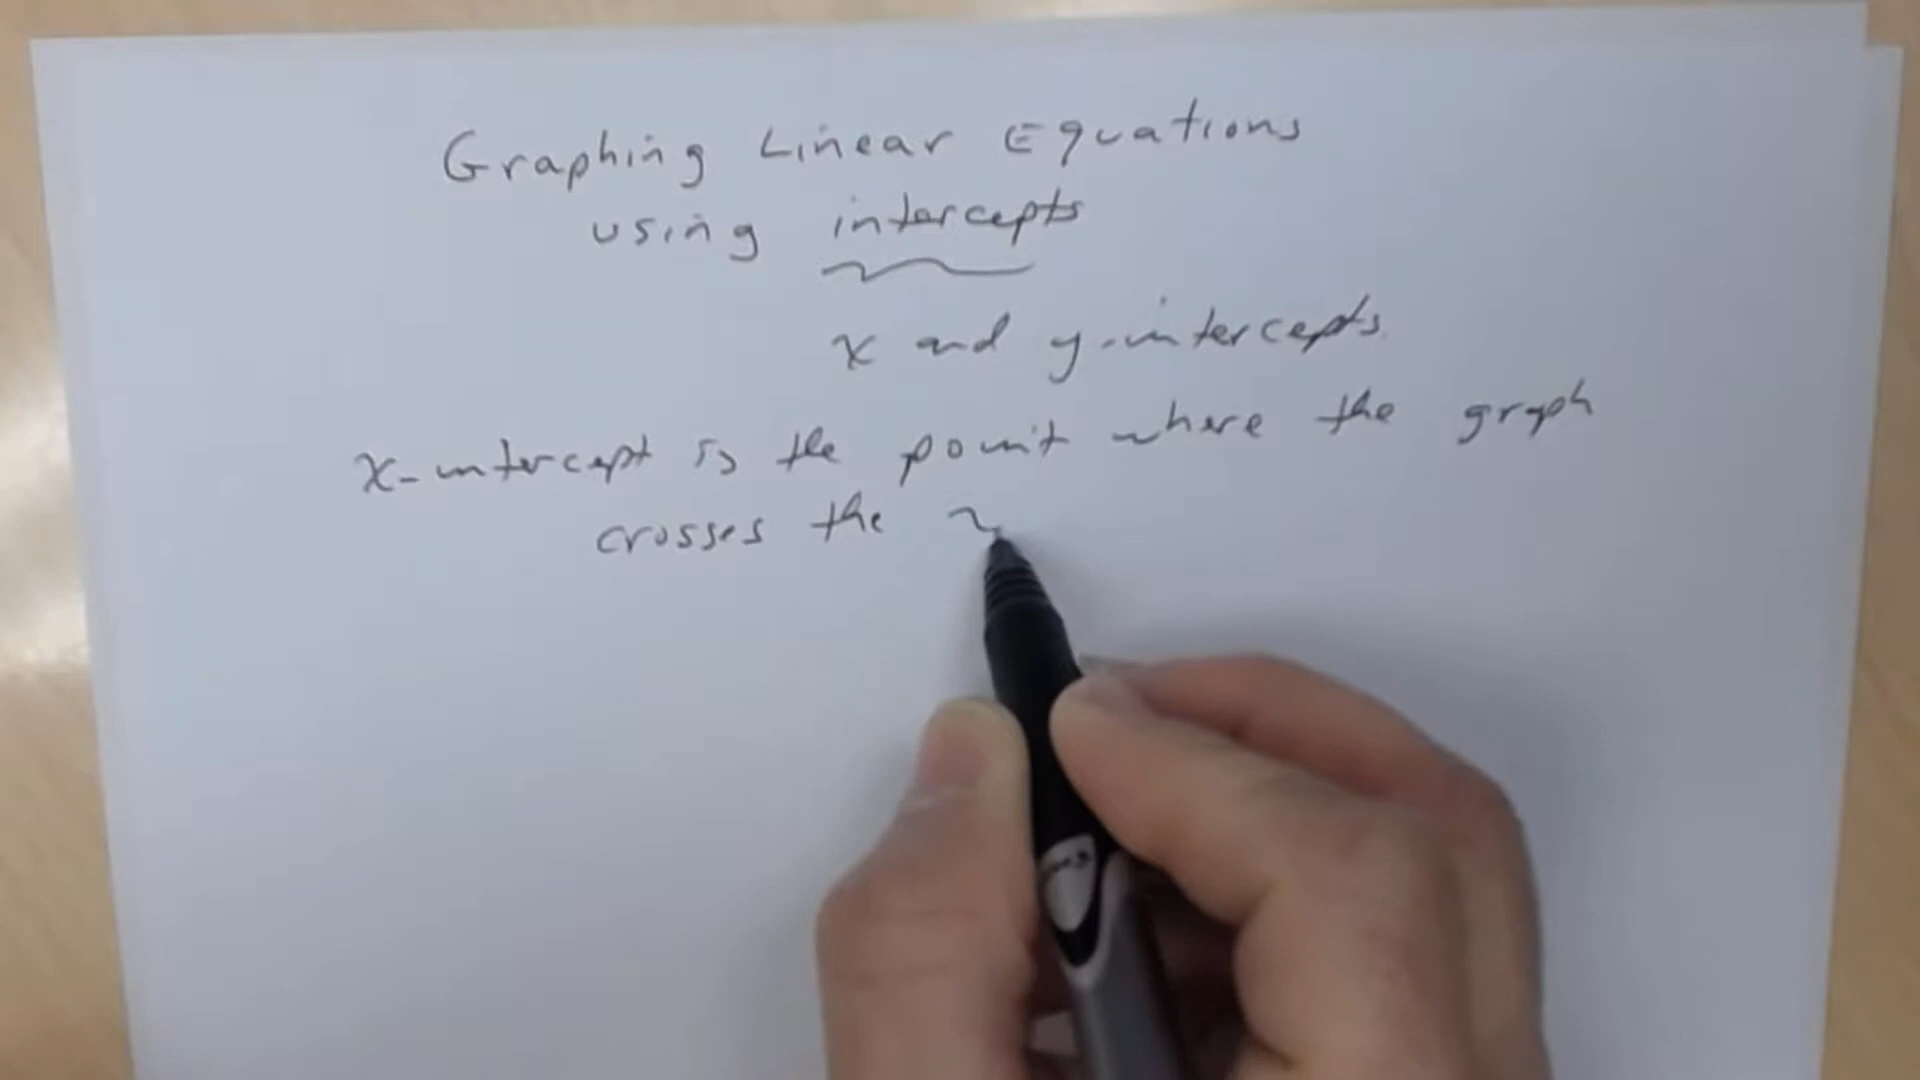 Graphing Linear Equations
using intercepts
x and y-intercepts
x-intercept is the point where the graph
crosses the